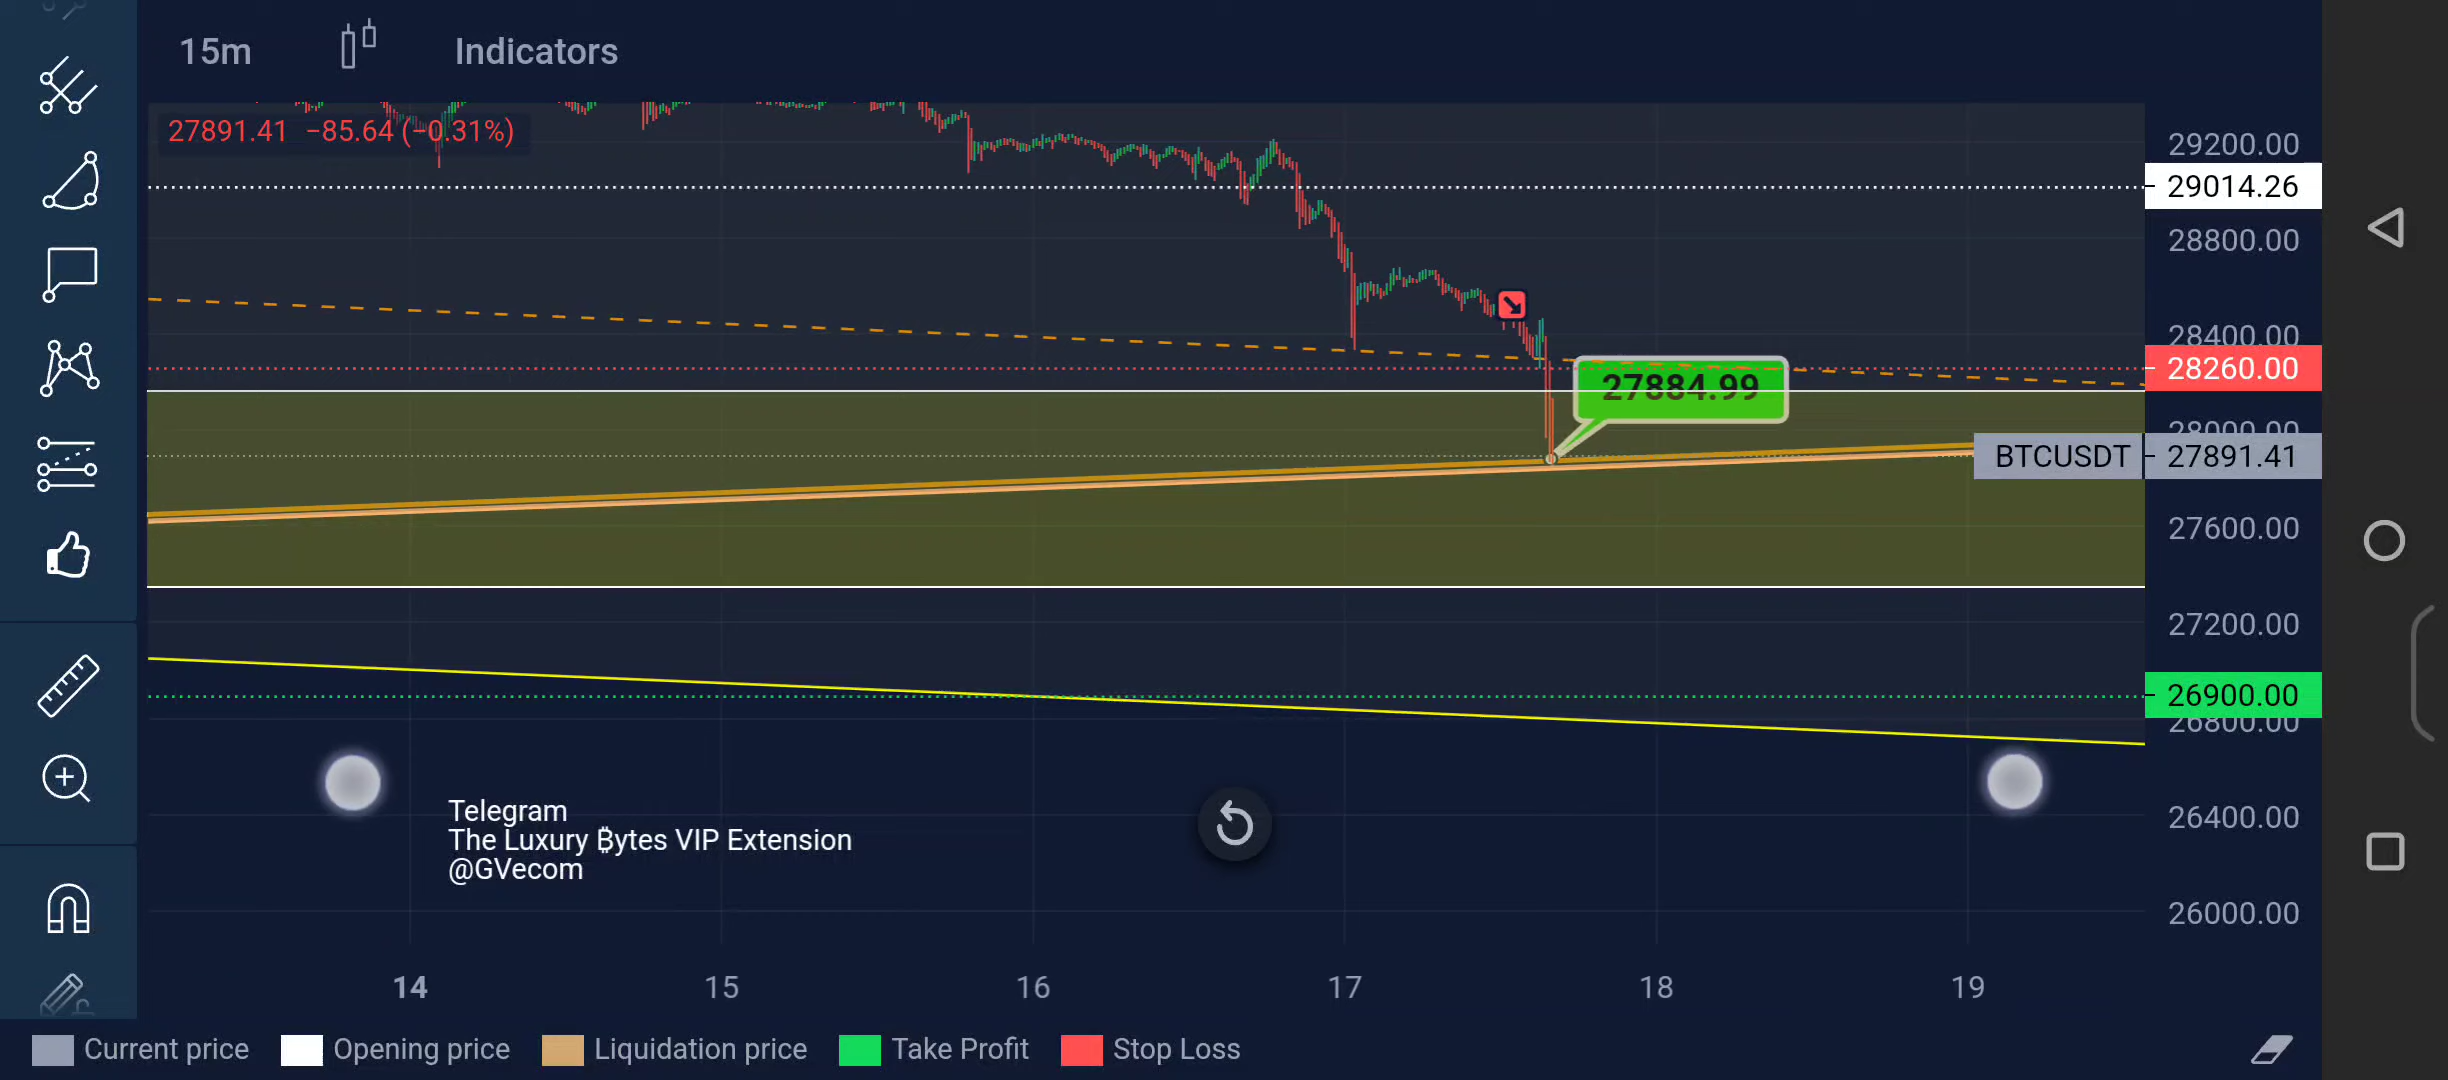 15m
Indicators
27891.41 −85.64 (−0.31%)
29200.00
29014.26
28800.00
28400.00
28260.00
27884.99
28000.00
BTCUSDT
27891.41
27600.00
27200.00
26900.00
26800.00
Telegram
The Luxury ₿ytes VIP Extension
@GVecom
26400.00
26000.00
14
15
16
17
18
19
Current price
Opening price
Liquidation price
Take Profit
Stop Loss